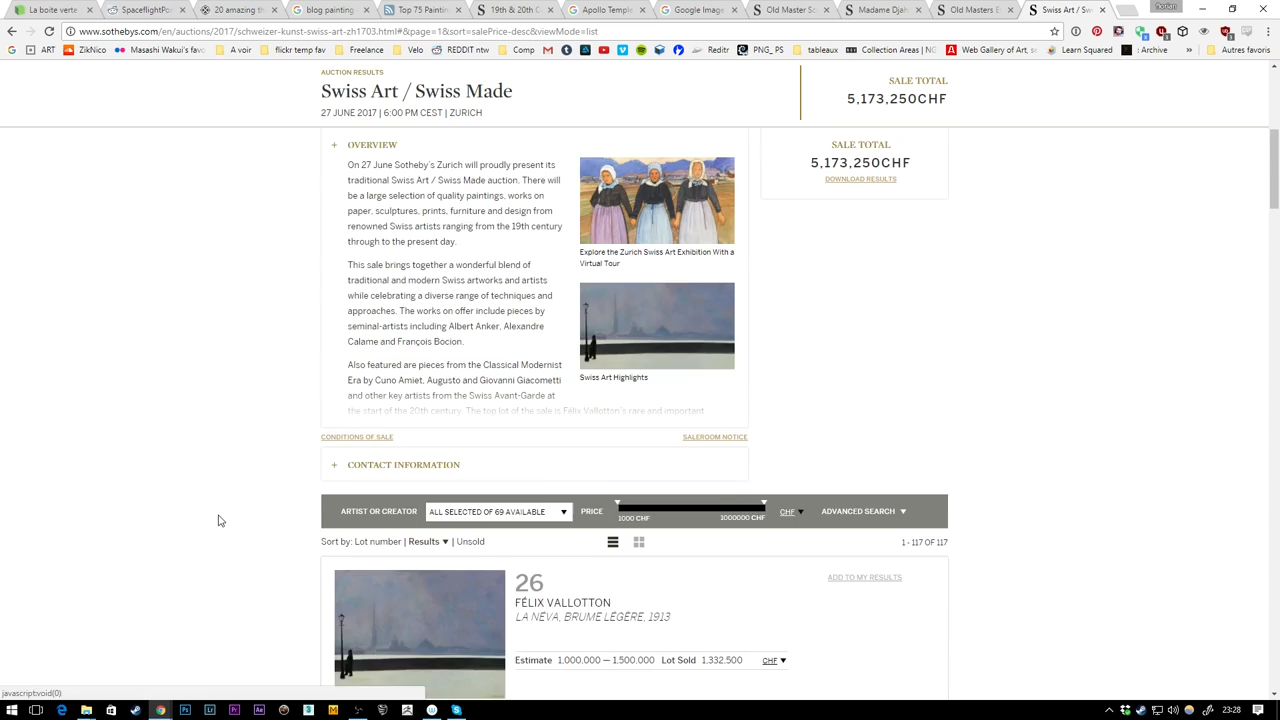 La boite verte
SpaceflightPo
20 amazing th
blog painting
Top 75 Paintin
19th & 20th C
Apollo Temple
Google Imag
Old Master Sc
Madame Djah
Old Masters E
Swiss Art / Sw
www.sothebys.com/en/auctions/2017/schweizer-kunst-swiss-art-zh1703.html#&page=1&sort=salePrice-desc&viewMode=list
ART ZikNico Masashi Wakui's favo A voir flickr temp fav Freelance Velo REDDIT ntw Comp Reditr PNG_PS tableaux Collection Areas | NG Web Gallery of Art, Learn Squared : Archive » Autres favoris
AUCTION RESULTS
Swiss Art / Swiss Made
27 JUNE 2017 | 6:00 PM CEST | ZURICH
SALE TOTAL
5,173,250CHF
+ OVERVIEW
On 27 June Sotheby's Zurich will proudly present its
traditional Swiss Art / Swiss Made auction. There will
be a large selection of quality paintings, works on
paper, sculptures, prints, furniture and design from
renowned Swiss artists ranging from the 19th century
through to the present day.
This sale brings together a wonderful blend of
traditional and modern Swiss artworks and artists
while celebrating a diverse range of techniques and
approaches. The works on offer include pieces by
seminal-artists including Albert Anker, Alexandre
Calame and François Bocion.
Also featured are pieces from the Classical Modernist
Era by Cuno Amiet, Augusto and Giovanni Giacometti
and other key artists from the Swiss Avant-Garde at
the start of the 20th century. The top lot of the sale is Félix Vallotton's rare and important
Explore the Zurich Swiss Art Exhibition With a
Virtual Tour
Swiss Art Highlights
SALE TOTAL
5,173,250CHF
DOWNLOAD RESULTS
CONDITIONS OF SALE
SALEROOM NOTICE
+ CONTACT INFORMATION
ARTIST OR CREATOR ALL SELECTED OF 69 AVAILABLE PRICE 1000 CHF 1000000 CHF CHF ADVANCED SEARCH
Sort by: Lot number | Results | Unsold
1 - 117 OF 117
26
FÉLIX VALLOTTON
LA NÉVA, BRUME LÉGÈRE, 1913
ADD TO MY RESULTS
Estimate 1,000,000 — 1,500,000 Lot Sold 1,332,500 CHF
javascript:void(0)
23:28